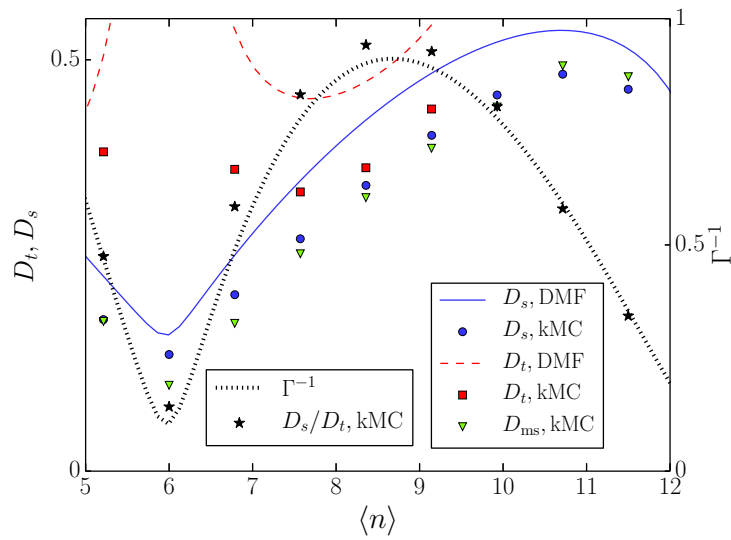 1
0.5
D_t, D_s
0.5
Γ⁻¹
D_s, DMF
D_s, kMC
D_t, DMF
Γ⁻¹
D_t, kMC
D_s/D_t, kMC
D_ms, kMC
0
0
5 6 7 8 9 10 11 12
⟨n⟩